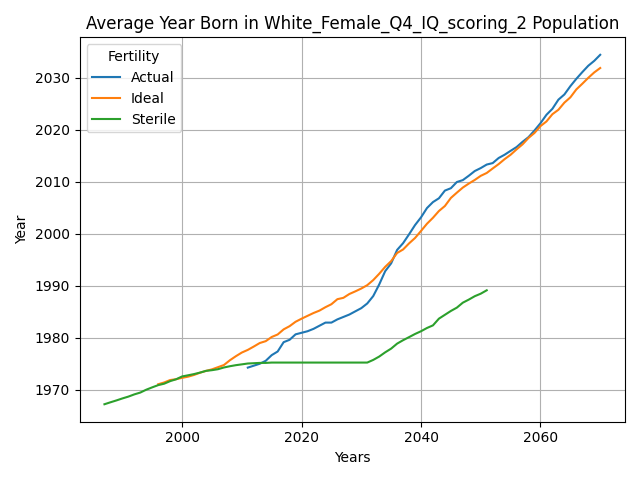 Average Year Born in White_Female_Q4_IQ_scoring_2 Population
Fertility
Actual
Ideal
Sterile
2030
2020
2010
2000
1990
1980
1970
Year
2000 2020 2040 2060
Years